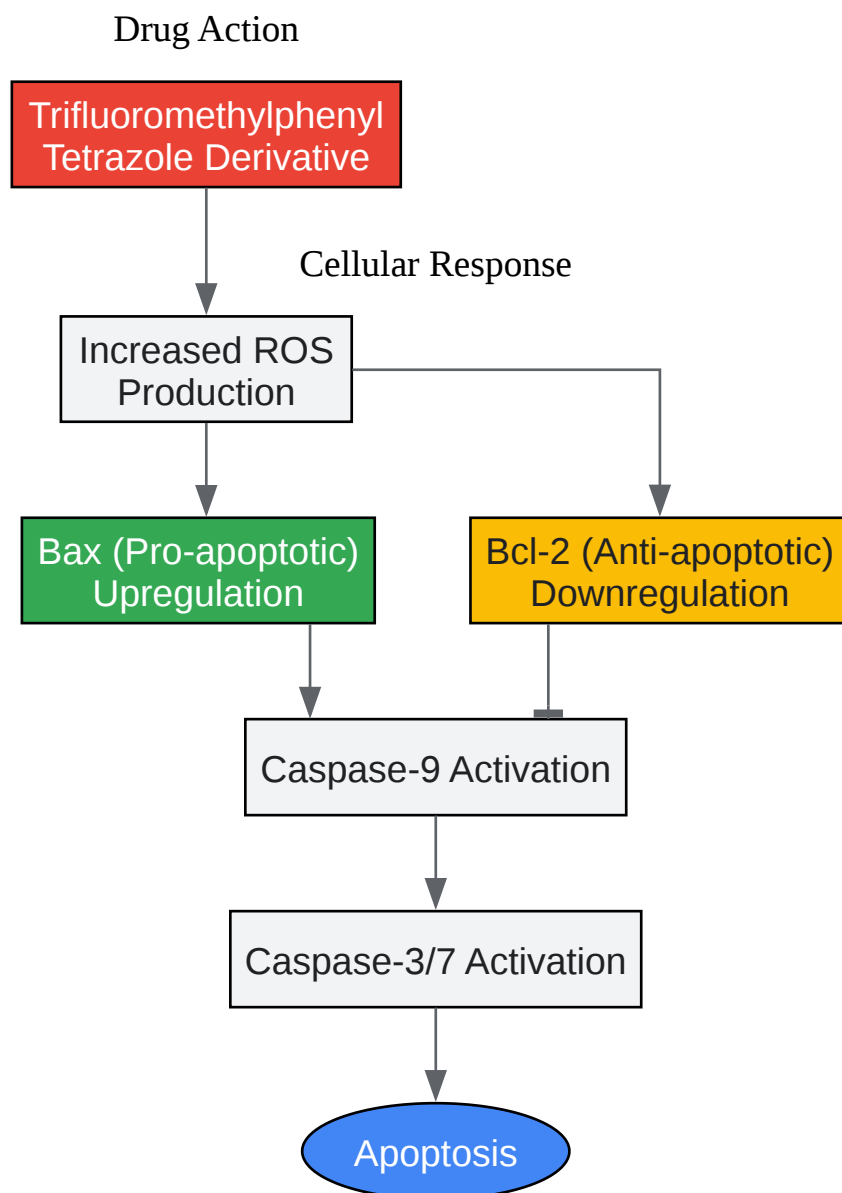 Drug Action
Trifluoromethylphenyl
Tetrazole Derivative
Cellular Response
Increased ROS
Production
Bax (Pro-apoptotic)
Upregulation
Bcl-2 (Anti-apoptotic)
Downregulation
Caspase-9 Activation
Caspase-3/7 Activation
Apoptosis